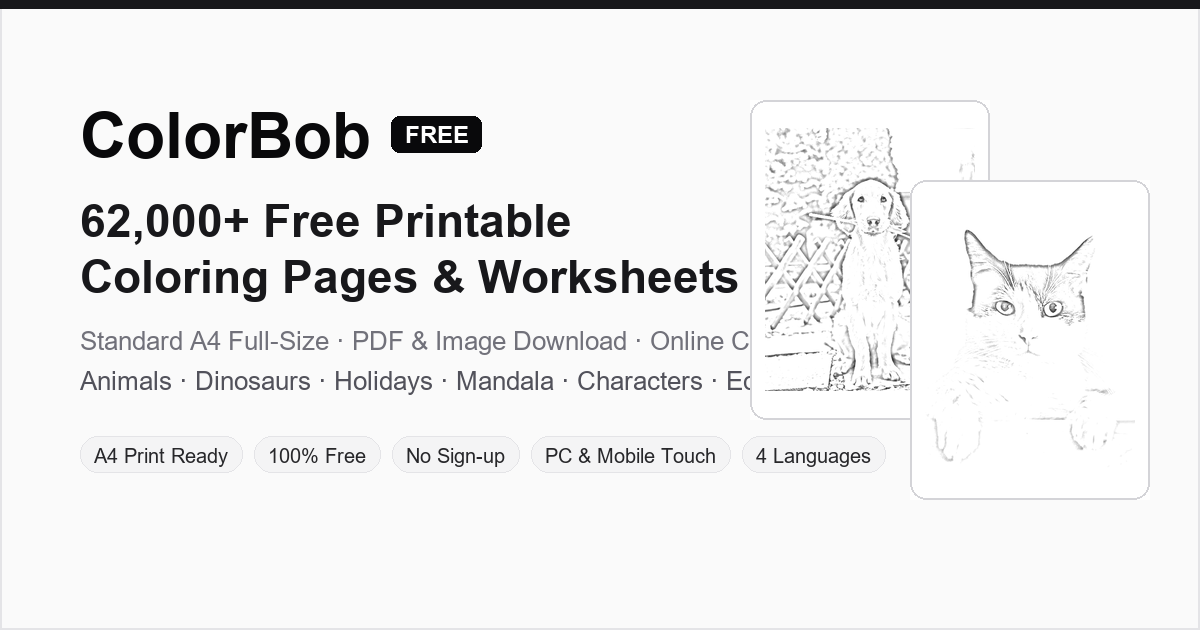 ColorBob FREE
62,000+ Free Printable
Coloring Pages & Worksheets
Standard A4 Full-Size · PDF & Image Download · Online
Animals · Dinosaurs · Holidays · Mandala · Characters ·
A4 Print Ready 100% Free No Sign-up PC & Mobile Touch 4 Languages